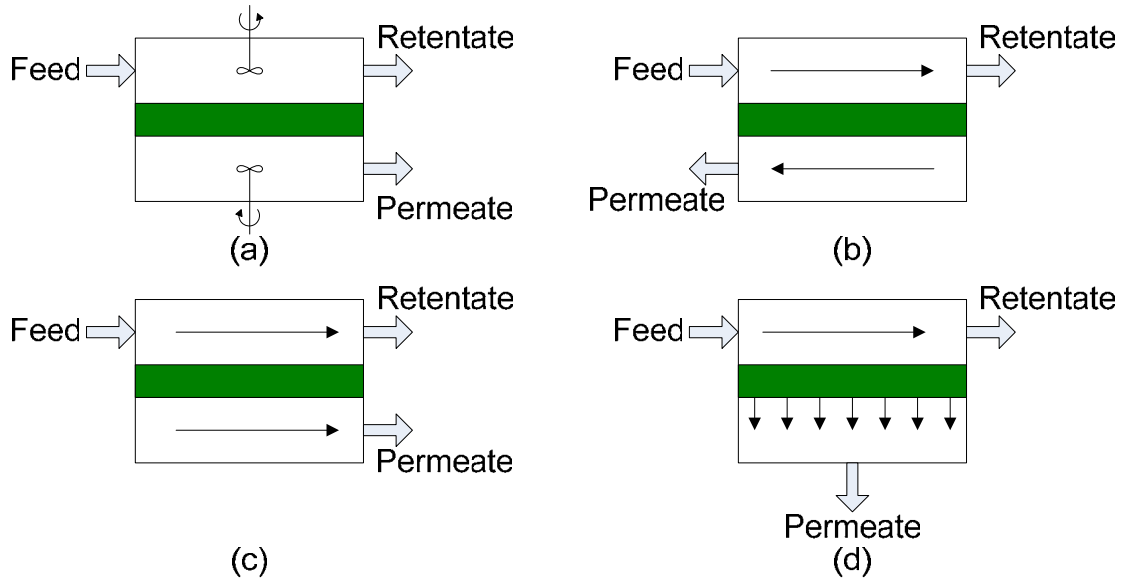 Feed
Retentate
Permeate
(a)
Feed
Retentate
Permeate
(b)
Feed
Retentate
Permeate
(c)
Feed
Retentate
Permeate
(d)